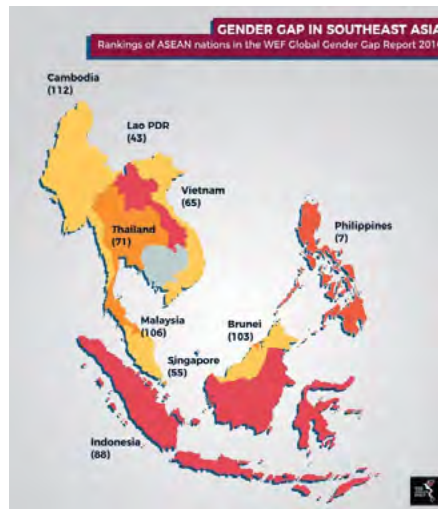 GENDER GAP IN SOUTHEAST ASIA
Rankings of ASEAN nations in the WEF Global Gender Gap Report 2016
Cambodia
(112)
Lao PDR
(43)
Vietnam
(65)
Thailand
(71)
Philippines
(7)
Malaysia
(106)
Brunei
(103)
Singapore
(55)
Indonesia
(88)